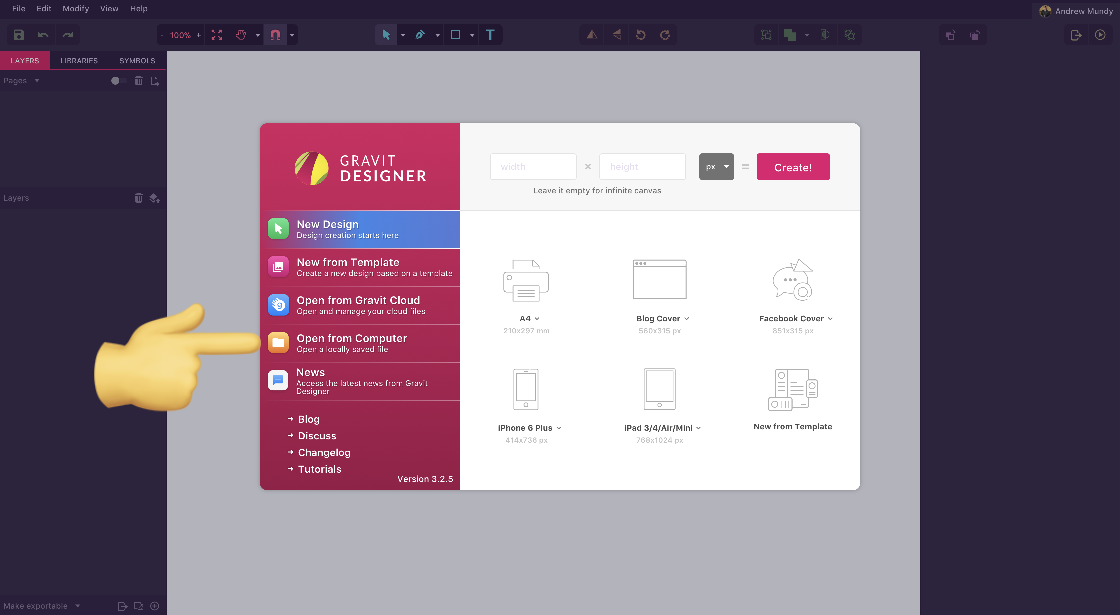 File Edit Modify View Help
Andrew Mundy
- 100% +
T
LAYERS LIBRARIES SYMBOLS
Pages
Layers
GRAVIT
DESIGNER
New Design
Design creation starts here
New from Template
Create a new design based on a template
Open from Gravit Cloud
Open and manage your cloud files
Open from Computer
Open a locally saved file
News
Access the latest news from Gravit
Designer
→ Blog
→ Discuss
→ Changelog
→ Tutorials
Version 3.2.5
width × height px = Create!
Leave it empty for infinite canvas
A4
210x297 mm
Blog Cover
560x315 px
Facebook Cover
851x315 px
iPhone 6 Plus
414x736 px
iPad 3/4/Air/Mini
768x1024 px
New from Template
Make exportable